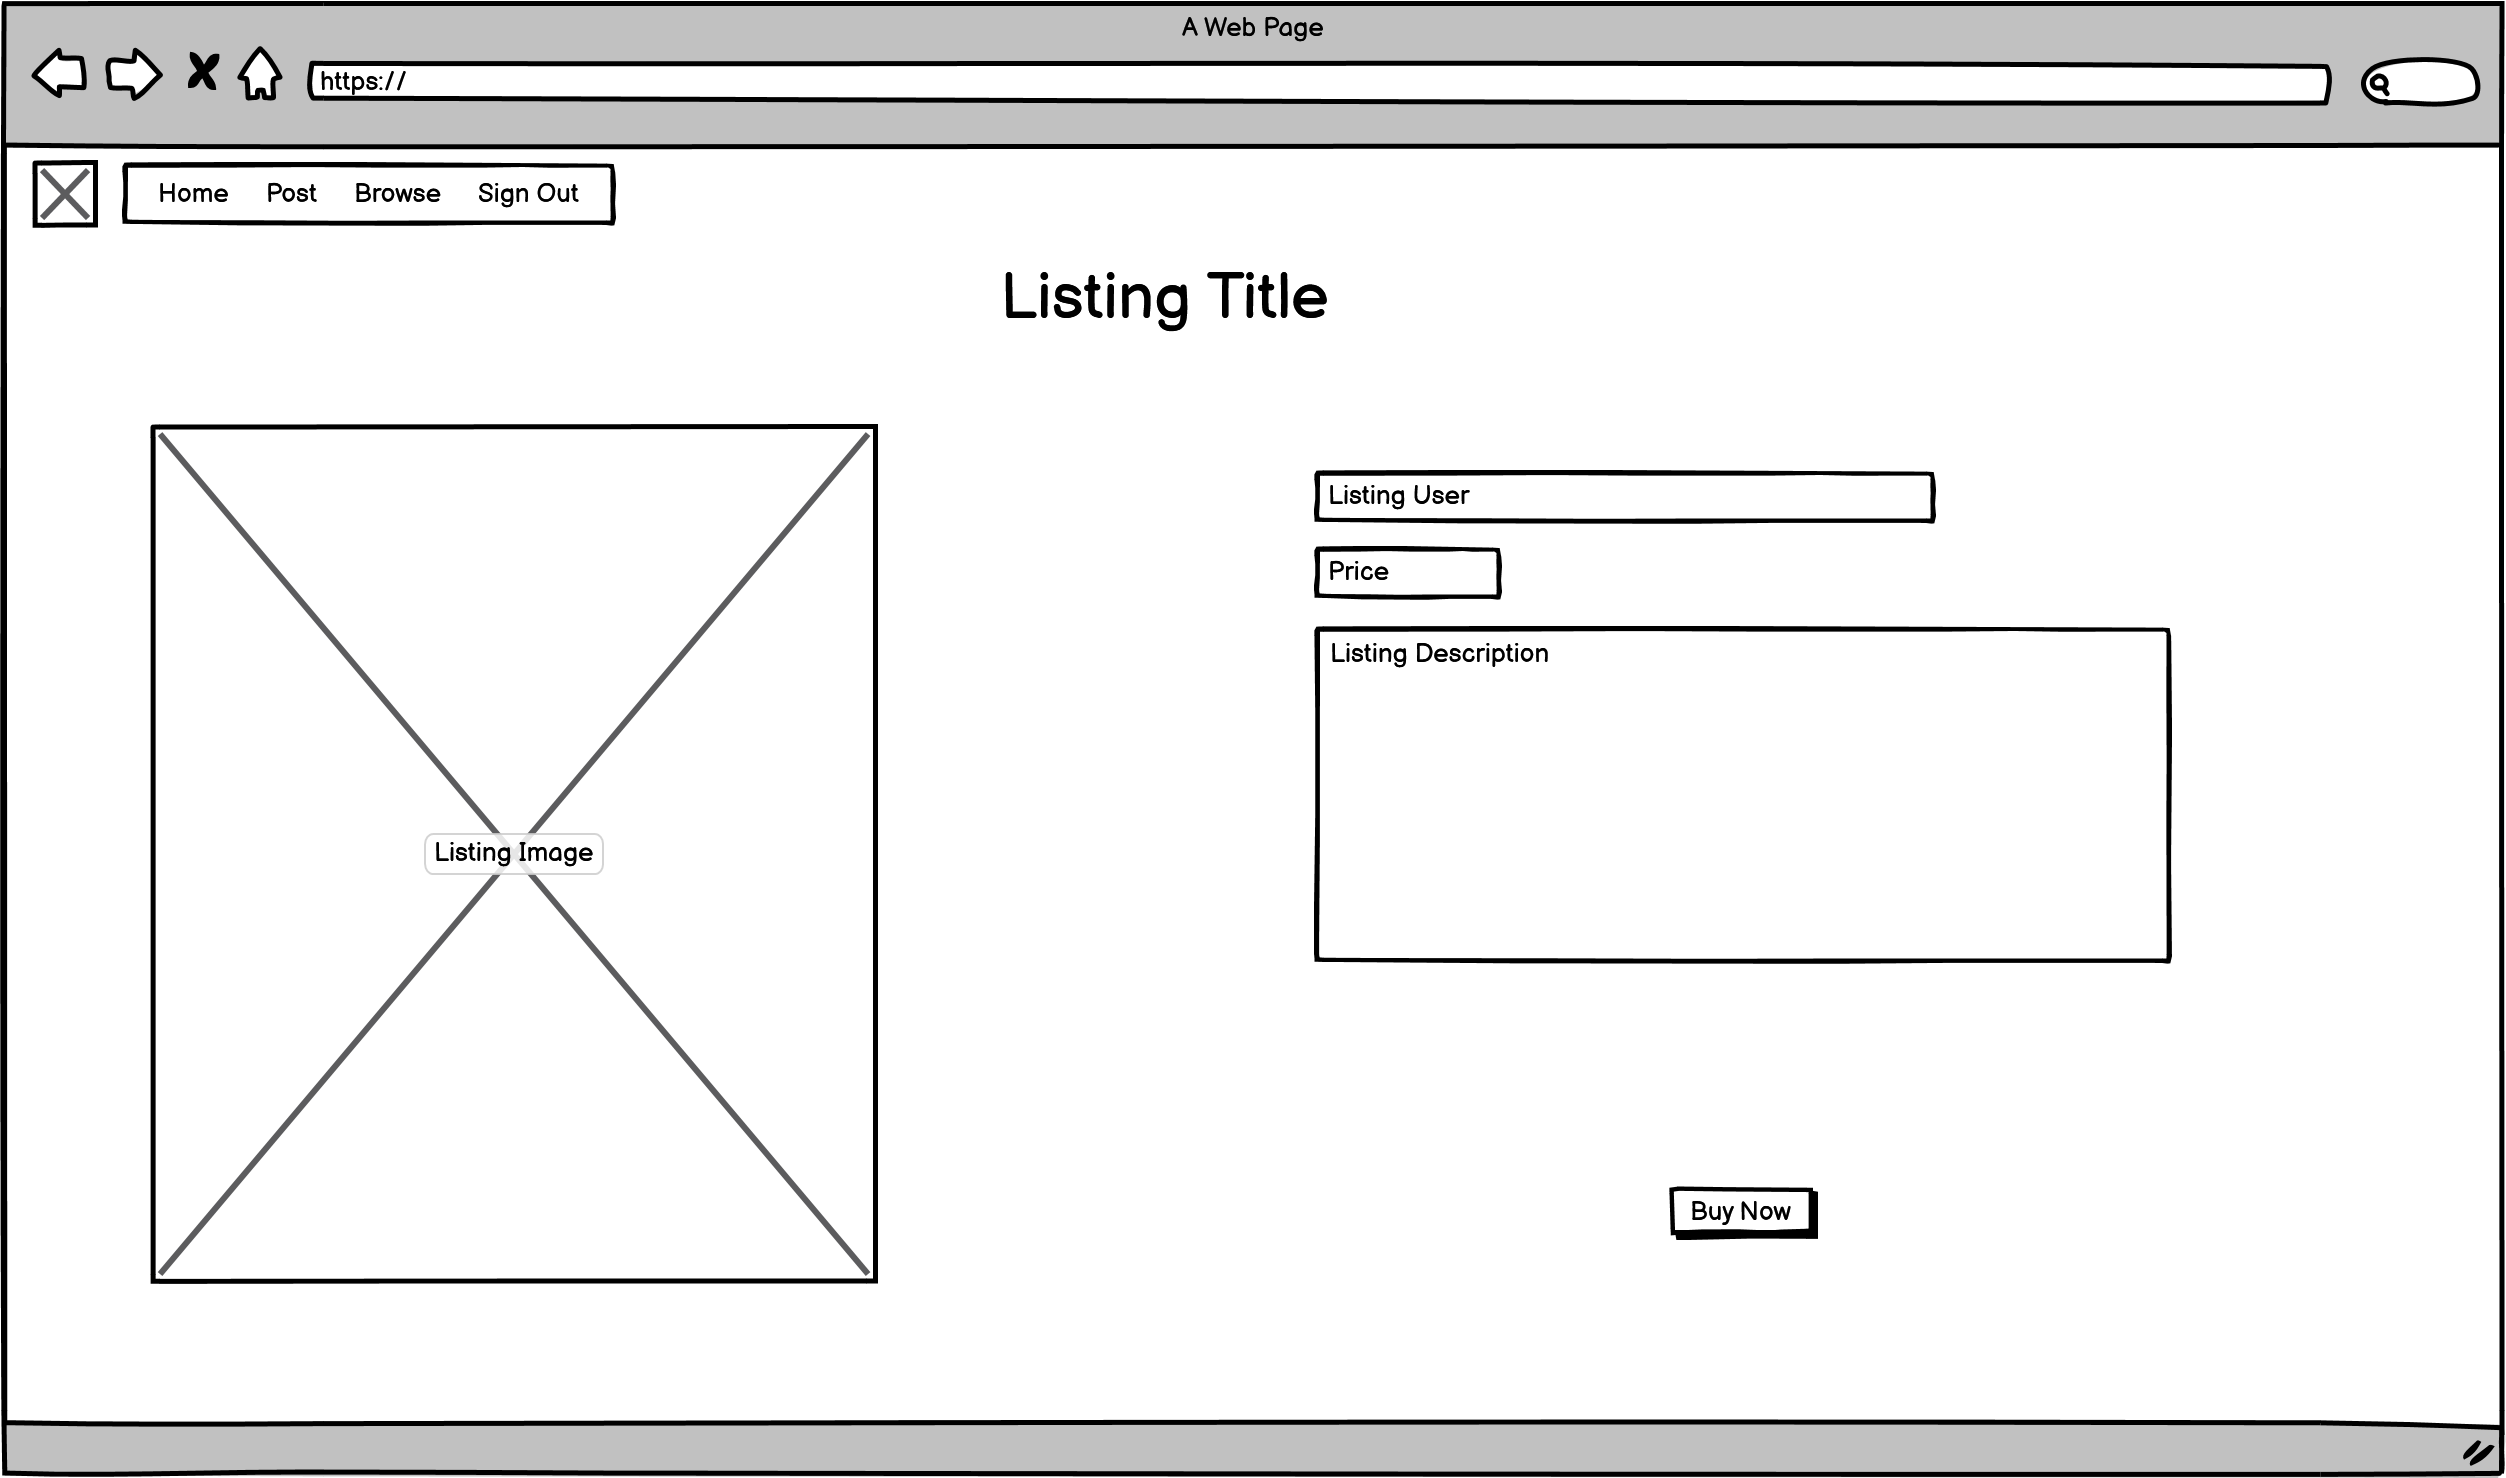 A Web Page
https://
Home Post Browse Sign Out
Listing Title
Listing User
Price
Listing Description
Listing Image
Buy Now